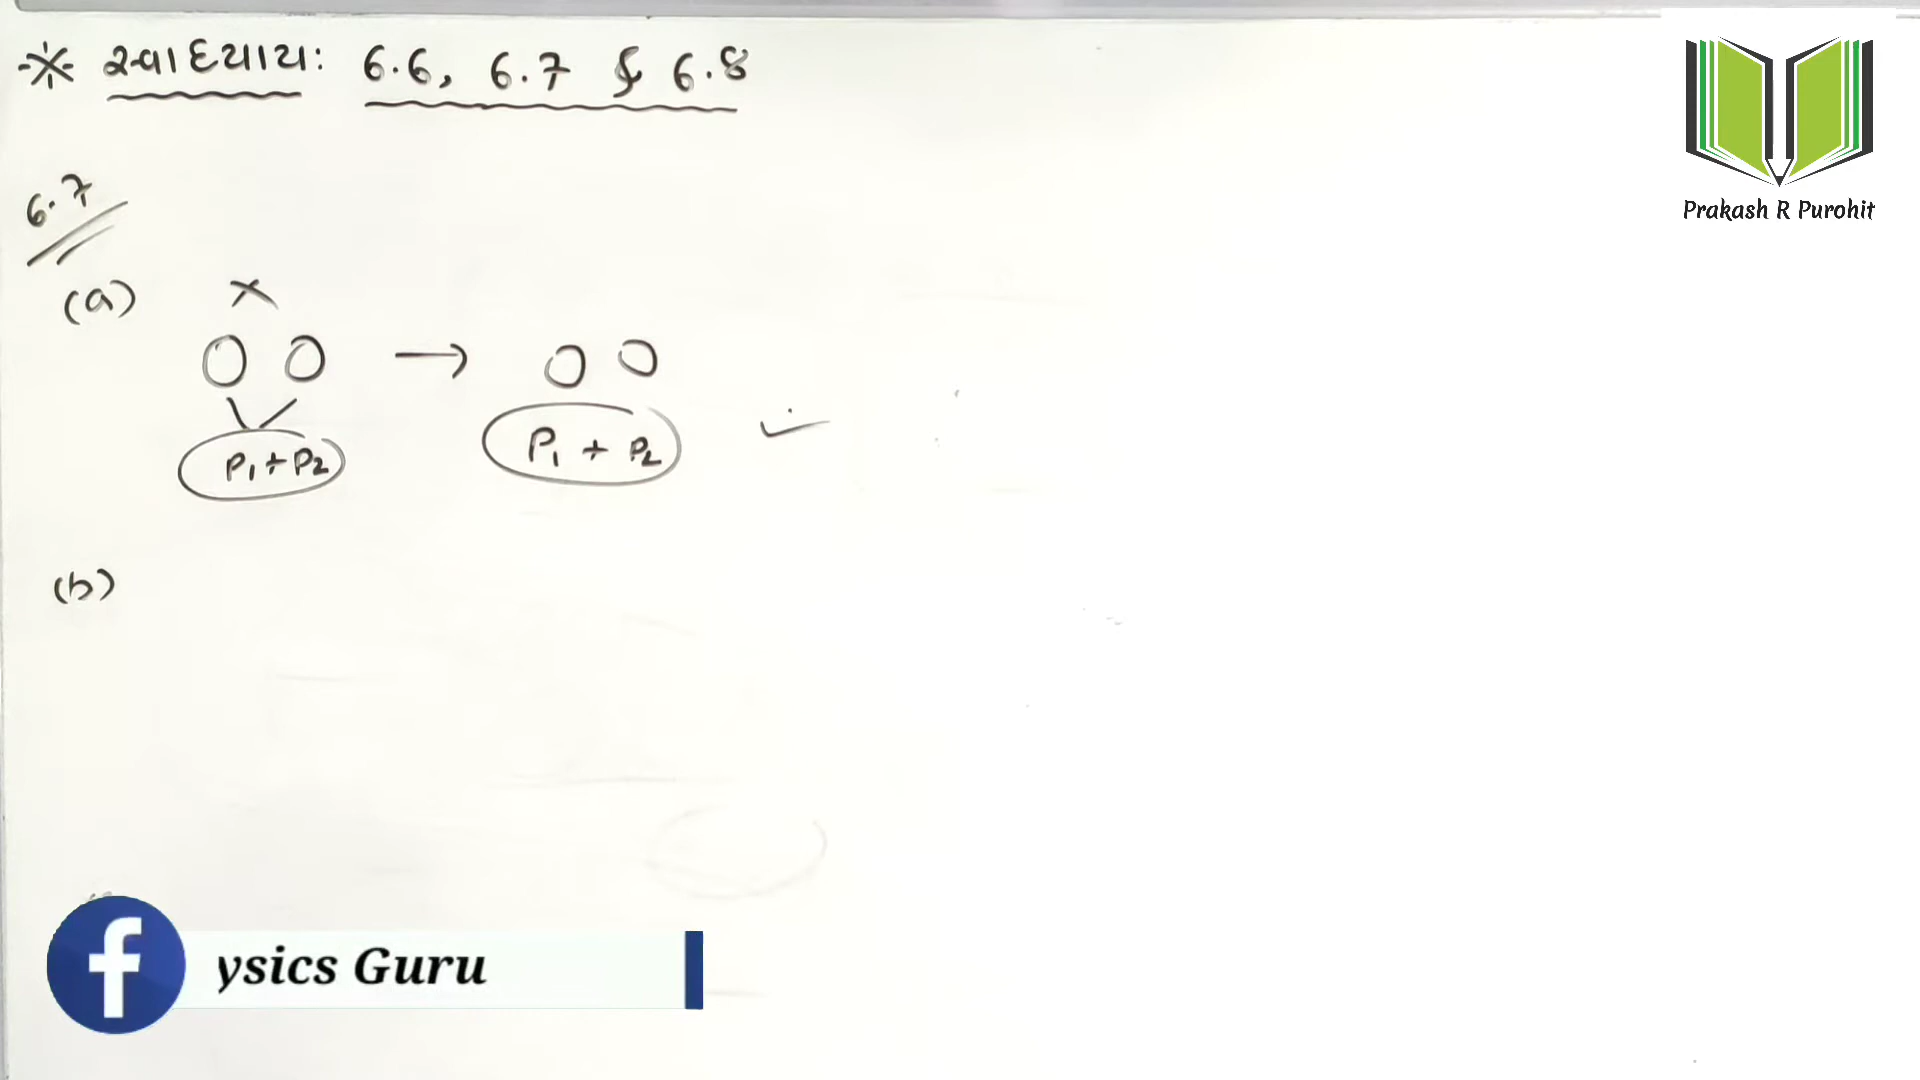 * સ્વાધ્યાય: 6.6, 6.7 & 6.8
Prakash R Purohit
6.7
(a) ×
O O → O O
P₁+P₂ P₁ + P₂ ✓
(b)
f ysics Guru